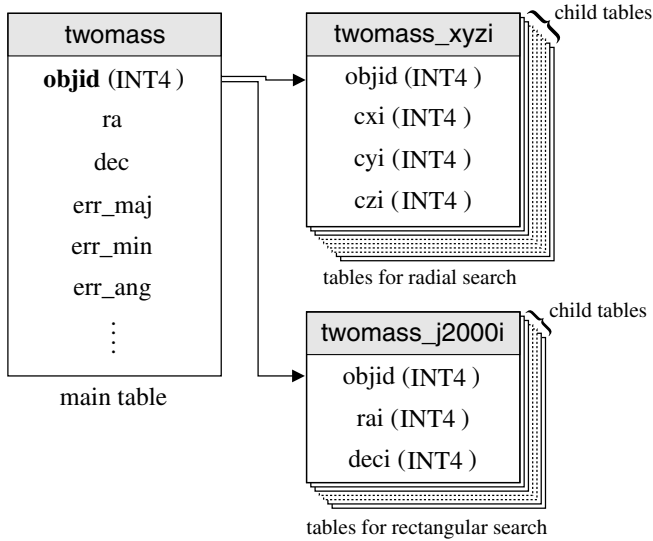 twomass
objid (INT4 )
ra
dec
err_maj
err_min
err_ang
main table
child tables
twomass_xyzi
objid (INT4 )
cxi (INT4 )
cyi (INT4 )
czi (INT4 )
tables for radial search
child tables
twomass_j2000i
objid (INT4 )
rai (INT4 )
deci (INT4 )
tables for rectangular search